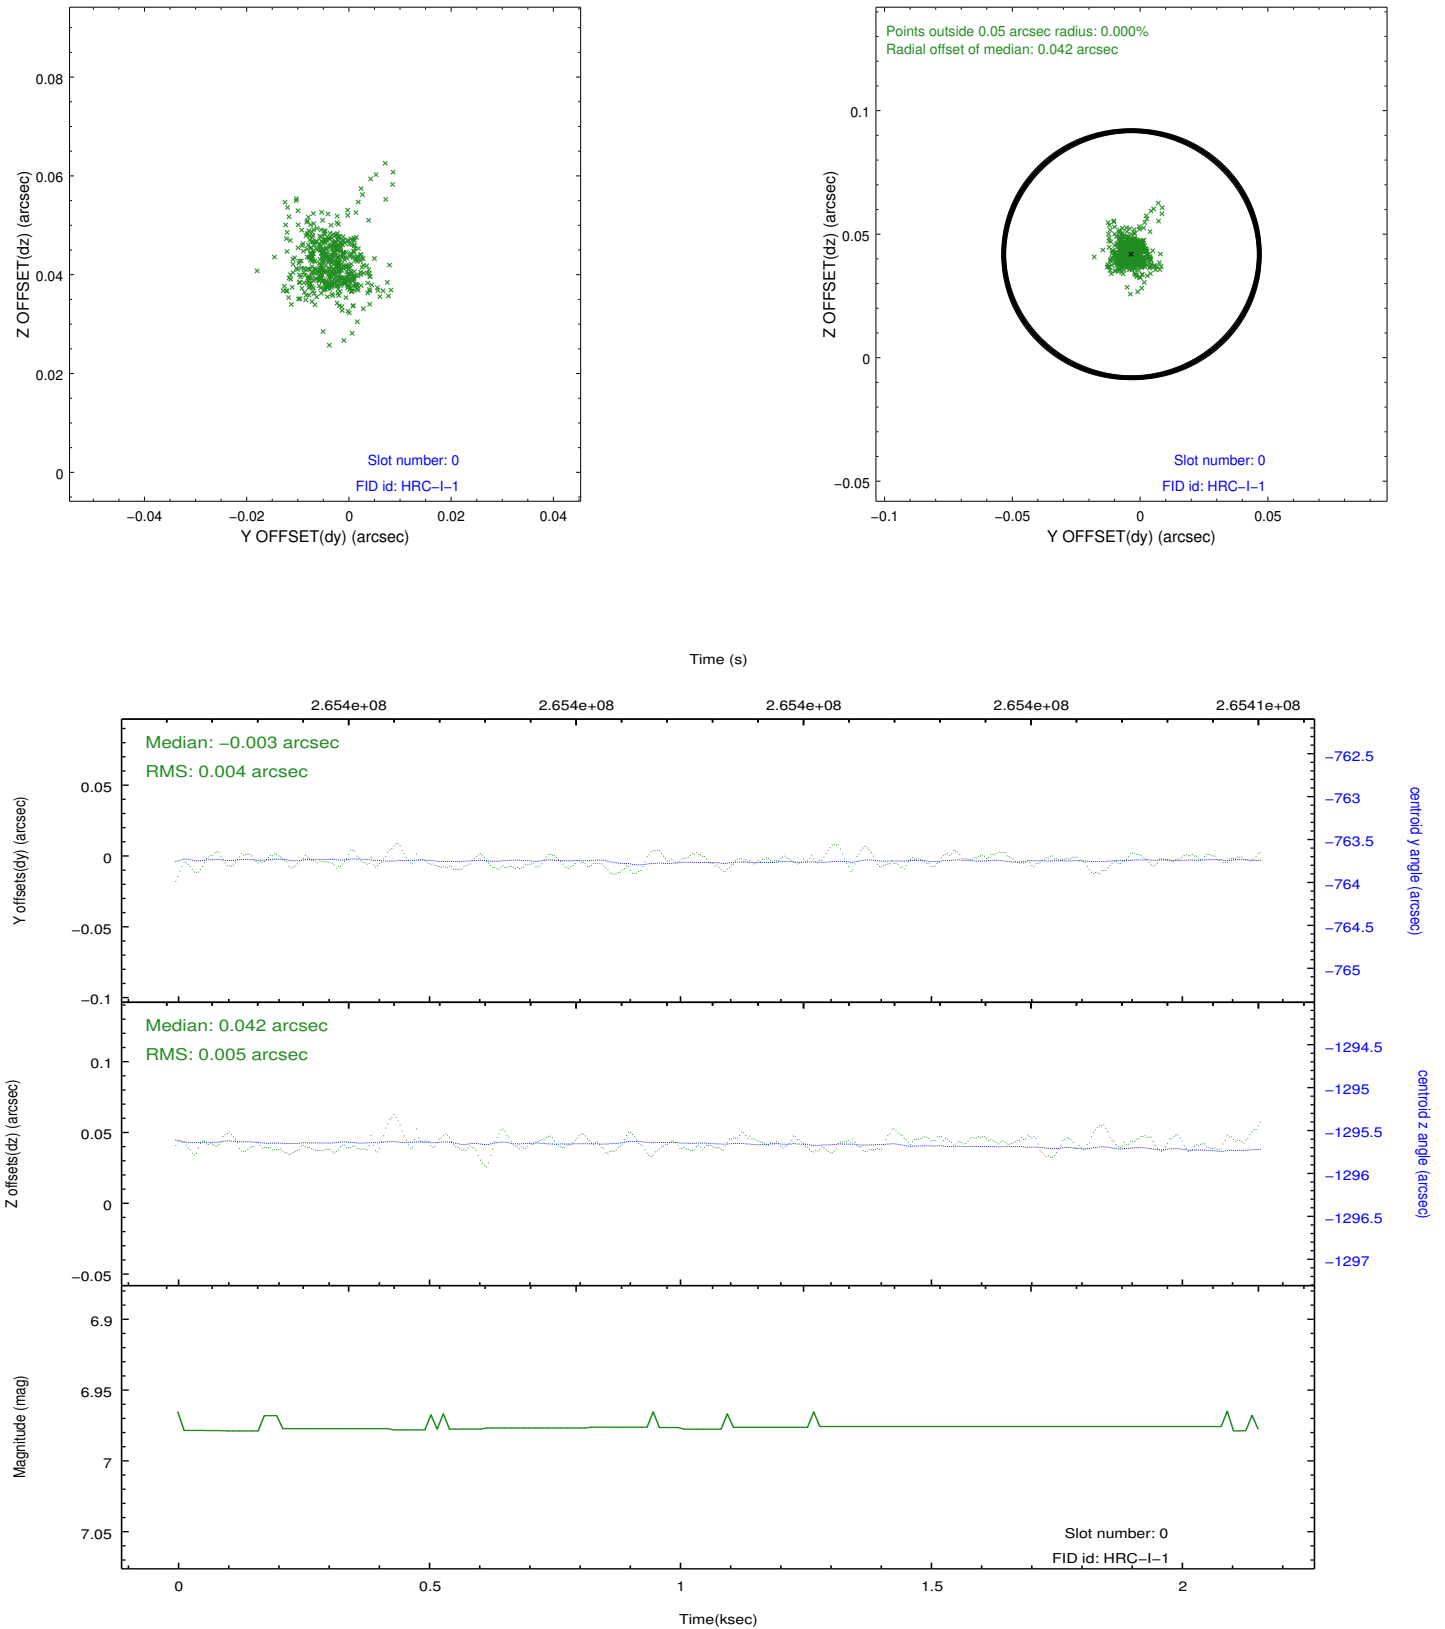 0.08
0.06
0.04
0.02
0
Z OFFSET(dz) (arcsec)
Slot number: 0
FID id: HRC−I−1
−0.04
−0.02
0
0.02
0.04
Y OFFSET(dy) (arcsec)
Points outside 0.05 arcsec radius: 0.000%
Radial offset of median: 0.042 arcsec
0.1
0.05
0
−0.05
Z OFFSET(dz) (arcsec)
Slot number: 0
FID id: HRC−I−1
−0.1
−0.05
0
0.05
Y OFFSET(dy) (arcsec)
Time (s)
2.654e+08
2.654e+08
2.654e+08
2.654e+08
2.6541e+08
Median: −0.003 arcsec
RMS: 0.004 arcsec
0.05
0
−0.05
−0.1
Y offsets(dy) (arcsec)
−762.5
−763
−763.5
−764
−764.5
−765
centroid y angle (arcsec)
Median: 0.042 arcsec
RMS: 0.005 arcsec
0.1
0.05
0
−0.05
Z offsets(dz) (arcsec)
−1294.5
−1295
−1295.5
−1296
−1296.5
−1297
centroid z angle (arcsec)
6.9
6.95
7
7.05
Magnitude (mag)
Slot number: 0
FID id: HRC−I−1
0
0.5
1
1.5
2
Time(ksec)